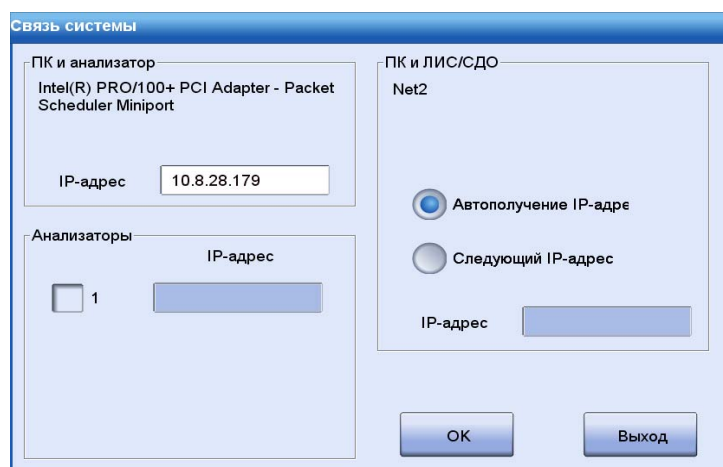 Связь системы
ПК и анализатор
Intel(R) PRO/100+ PCI Adapter - Packet
Scheduler Miniport
IP-адрес 10.8.28.179
Анализаторы
IP-адрес
1
ПК и ЛИС/СДО
Net2
Автополучение IP-адре
Следующий IP-адрес
IP-адрес
OK Выход